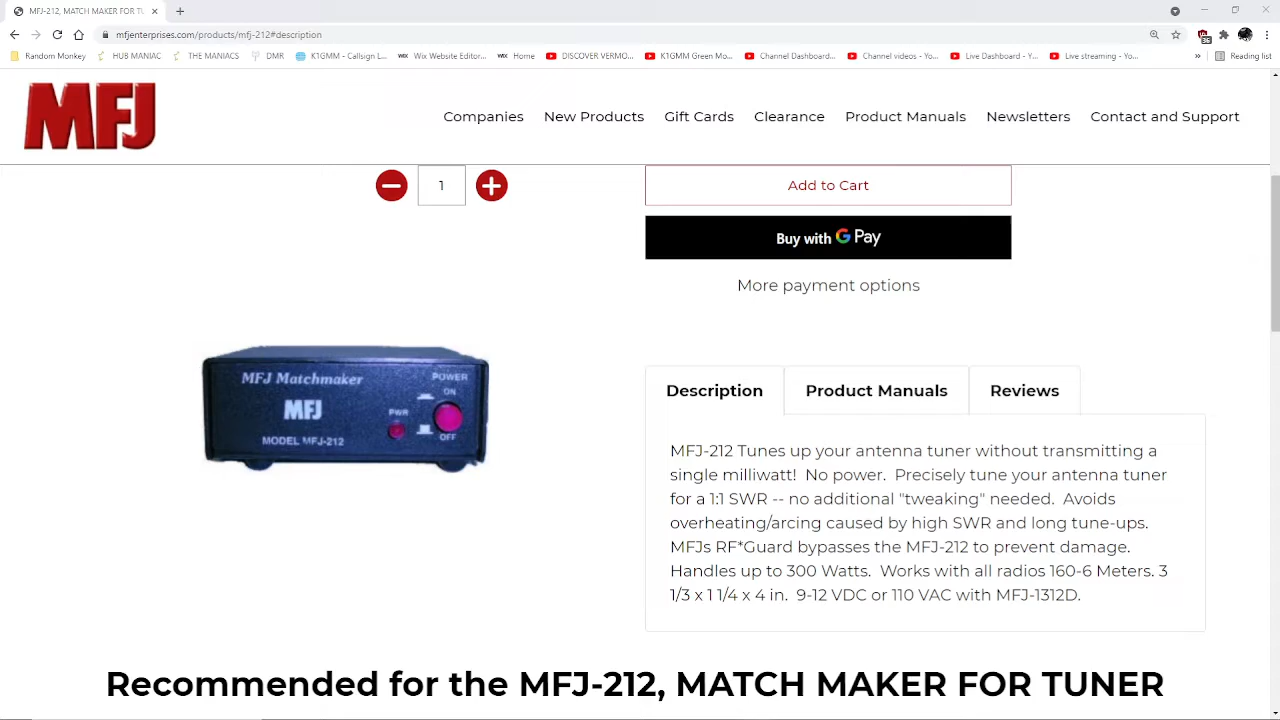 MFJ-212, MATCH MAKER FOR TU
mfjenterprises.com/products/mfj-212#description
Random Monkey
HUB MANIAC
THE MANIACS
DMR
K1GMM - Callsign L...
WIX Wix Website Editor...
WIX Home
DISCOVER VERMO...
K1GMM Green Mo...
Channel Dashboard...
Channel videos - Yo...
Live Dashboard - Y...
Live streaming - Yo...
»
Reading list
MFJ
Companies
New Products
Gift Cards
Clearance
Product Manuals
Newsletters
Contact and Support
1
Add to Cart
Buy with G Pay
More payment options
MFJ Matchmaker
POWER
ON
MFJ
PWR
MODEL MFJ-212
OFF
Description
Product Manuals
Reviews
MFJ-212 Tunes up your antenna tuner without transmitting a
single milliwatt! No power. Precisely tune your antenna tuner
for a 1:1 SWR -- no additional "tweaking" needed. Avoids
overheating/arcing caused by high SWR and long tune-ups.
MFJs RF*Guard bypasses the MFJ-212 to prevent damage.
Handles up to 300 Watts. Works with all radios 160-6 Meters. 3
1/3 x 1 1/4 x 4 in. 9-12 VDC or 110 VAC with MFJ-1312D.
Recommended for the MFJ-212, MATCH MAKER FOR TUNER